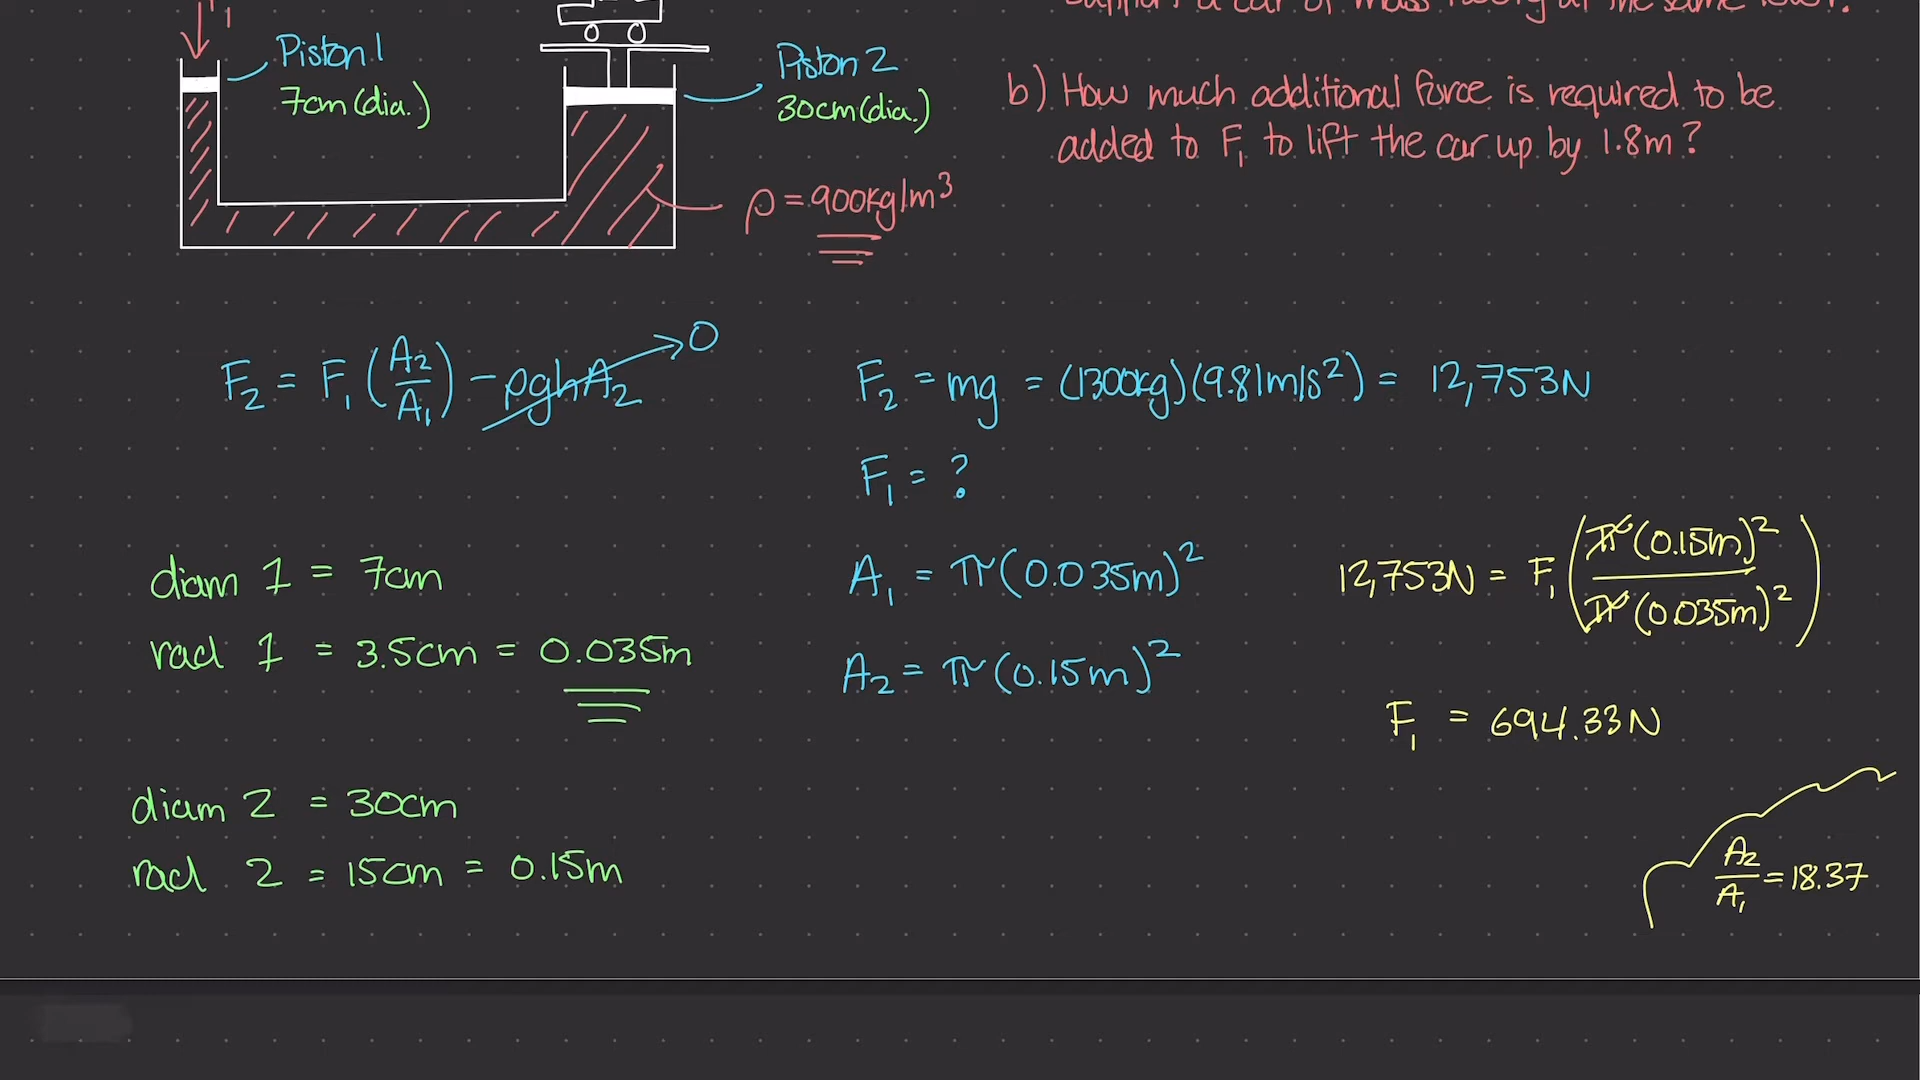 Piston 1
7cm (dia.)
Piston 2
30cm (dia.)
ρ = 900kg/m³
b) How much additional force is required to be
added to F₁ to lift the car up by 1.8m?
F₂ = F₁ (A₂/A₁) - ρghA₂ → 0
F₂ = mg = (1300kg)(9.81m/s²) = 12,753N
F₁ = ?
diam 1 = 7cm
rad 1 = 3.5cm = 0.035m
A₁ = π(0.035m)²
A₂ = π(0.15m)²
12,753N = F₁ (π(0.15m)²/π(0.035m)²)
F₁ = 694.33N
diam 2 = 30cm
rad 2 = 15cm = 0.15m
A₂/A₁ = 18.37